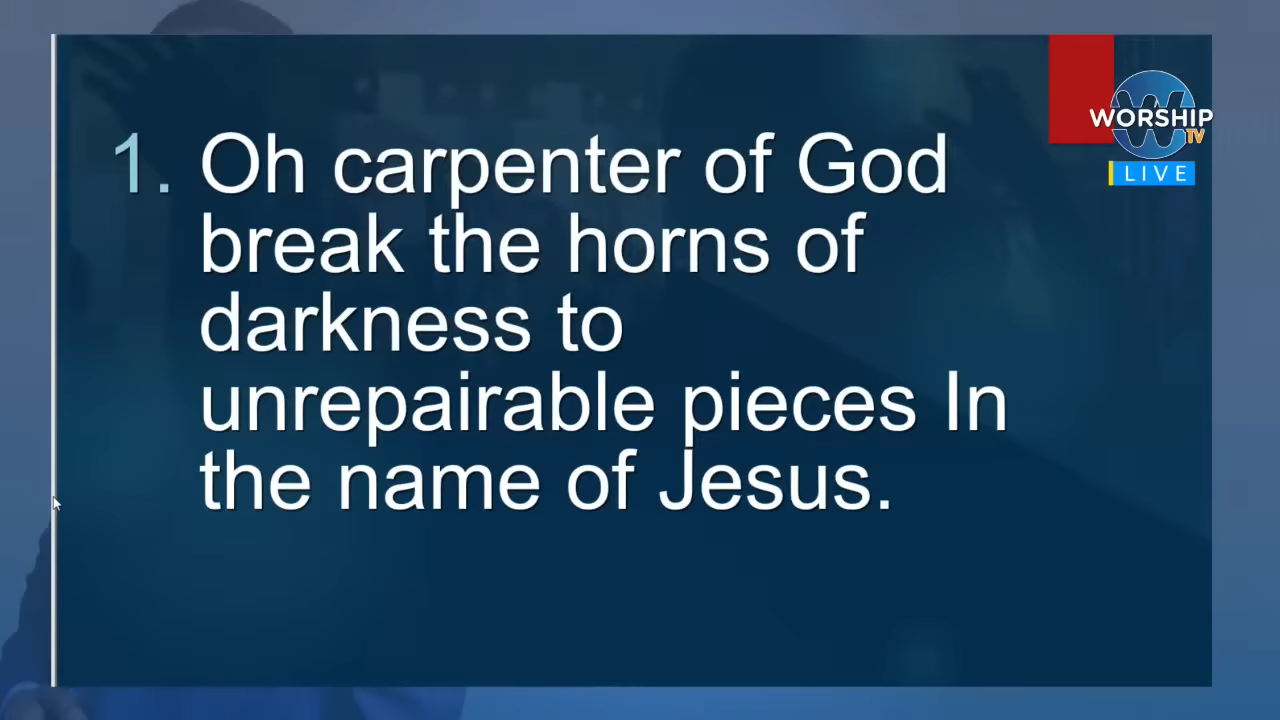 1. Oh carpenter of God
break the horns of
darkness to
unrepairable pieces In
the name of Jesus.
WORSHIP
TV
LIVE